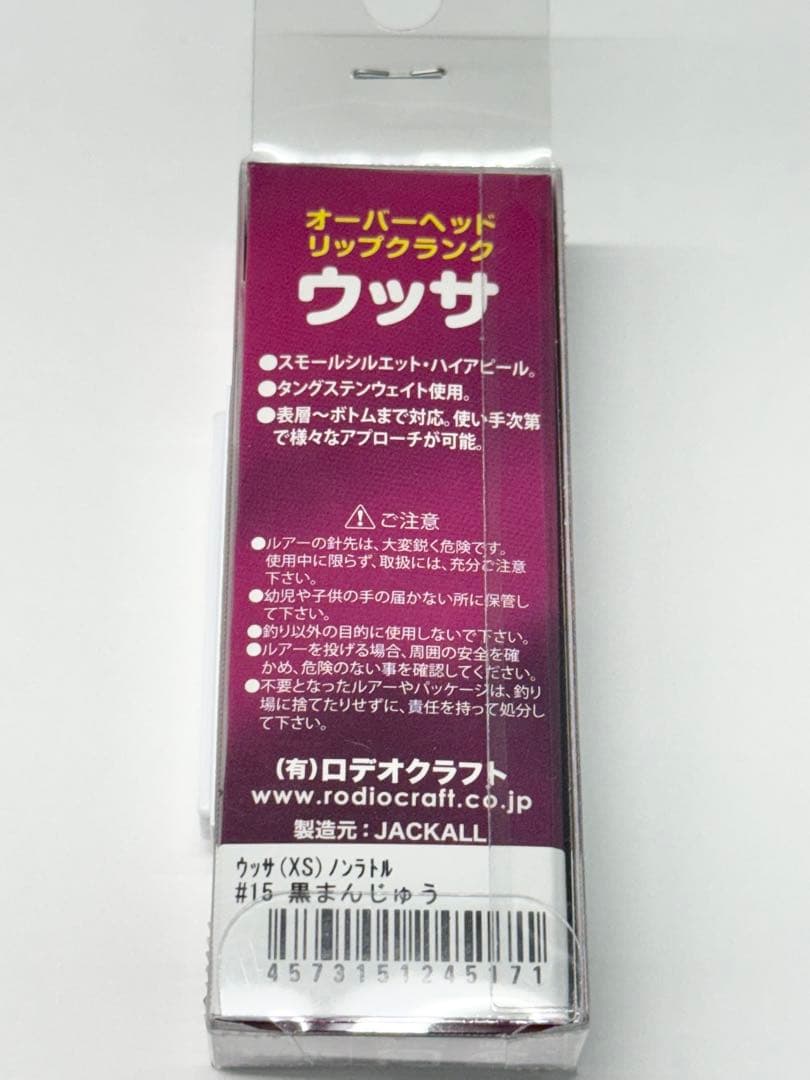 オーバーヘッド
リップクランク
ウッサ
●スモールシルエット・ハイアピール。
●タングステンウェイト使用。
●表層～ボトムまで対応。使い手次第
で様々なアプローチが可能。
⚠ご注意
●ルアーの針先は、大変鋭く危険です。
使用中に限らず、取扱には、充分ご注意
下さい。
●幼児や子供の手の届かない所に保管し
て下さい。
●釣り以外の目的に使用しないで下さい。
●ルアーを投げる場合、周囲の安全を確
かめ、危険のない事を確認してください。
●不要となったルアーやパッケージは、釣り
場に捨てたりせずに、責任を持って処分し
て下さい。
(有)ロデオクラフト
www.rodiocraft.co.jp
製造元：JACKALL
ウッサ(XS)ノンラトル
#15 黒まんじゅう
4573151245171